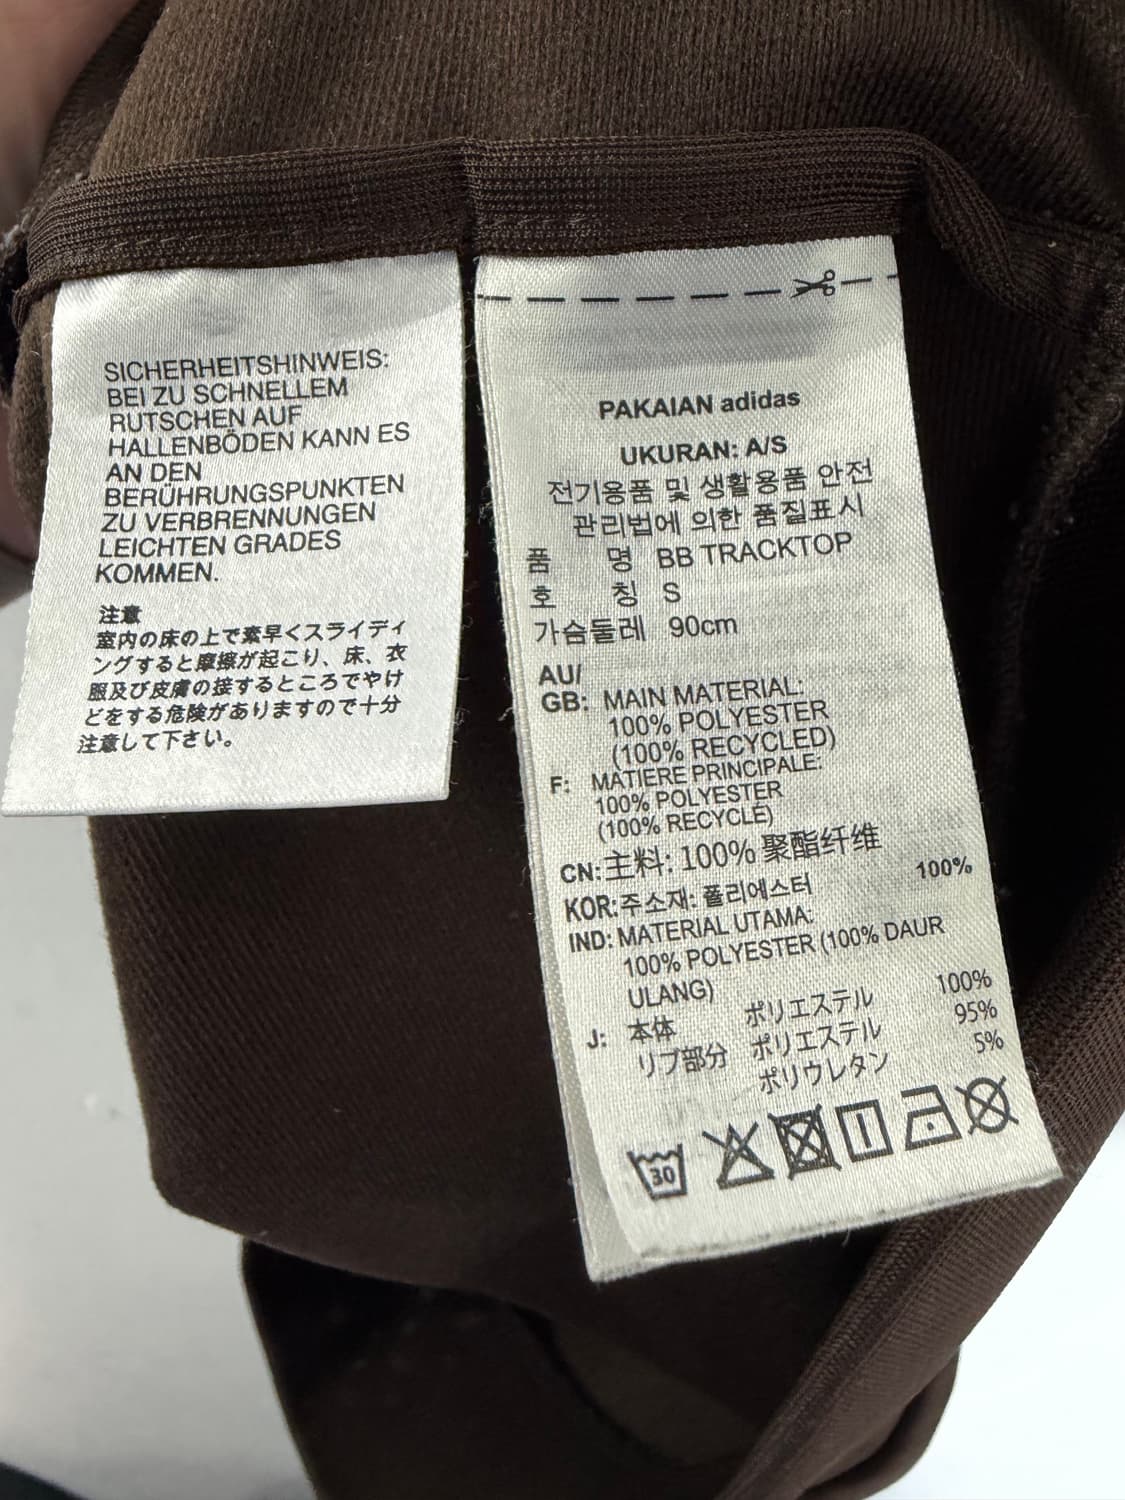 SICHERHEITSHINWEIS:
BEI ZU SCHNELLEM
RUTSCHEN AUF
HALLENBÖDEN KANN ES
AN DEN
BERÜHRUNGSPUNKTEN
ZU VERBRENNUNGEN
LEICHTEN GRADES
KOMMEN.
注意
室内の床の上で素早くスライディ
ングすると摩擦が起こり、床、衣
服及び皮膚の接するところでやけ
どをする危険がありますので十分
注意して下さい。
PAKAIAN adidas
UKURAN: A/S
전기용품 및 생활용품 안전
관리법에 의한 품질표시
품 명 BB TRACKTOP
호 칭 S
가슴둘레 90cm
AU/
GB: MAIN MATERIAL:
100% POLYESTER
(100% RECYCLED)
F: MATIERE PRINCIPALE:
100% POLYESTER
(100% RECYCLÉ)
CN: 主料: 100% 聚酯纤维
KOR: 주소재: 폴리에스터 100%
IND: MATERIAL UTAMA:
100% POLYESTER (100% DAUR
ULANG)
J: 本体 ポリエステル 100%
リブ部分 ポリエステル 95%
ポリウレタン 5%
30